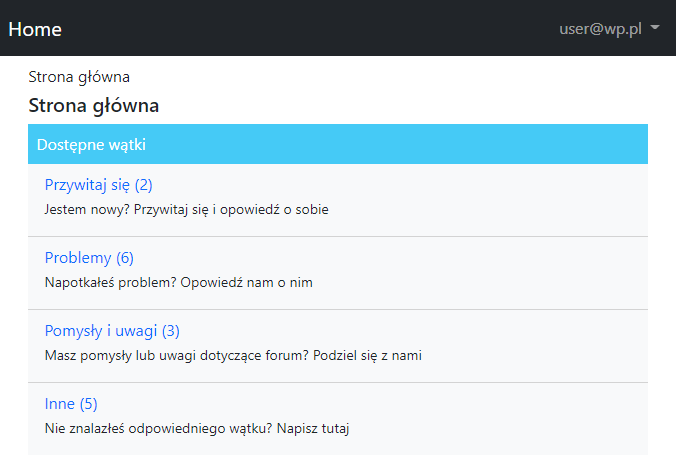 Home
user@wp.pl
Strona główna
Strona główna
Dostępne wątki
Przywitaj się (2)
Jestem nowy? Przywitaj się i opowiedź o sobie
Problemy (6)
Napotkałeś problem? Opowiedź nam o nim
Pomysły i uwagi (3)
Masz pomysły lub uwagi dotyczące forum? Podziel się z nami
Inne (5)
Nie znalazłeś odpowiedniego wątku? Napisz tutaj